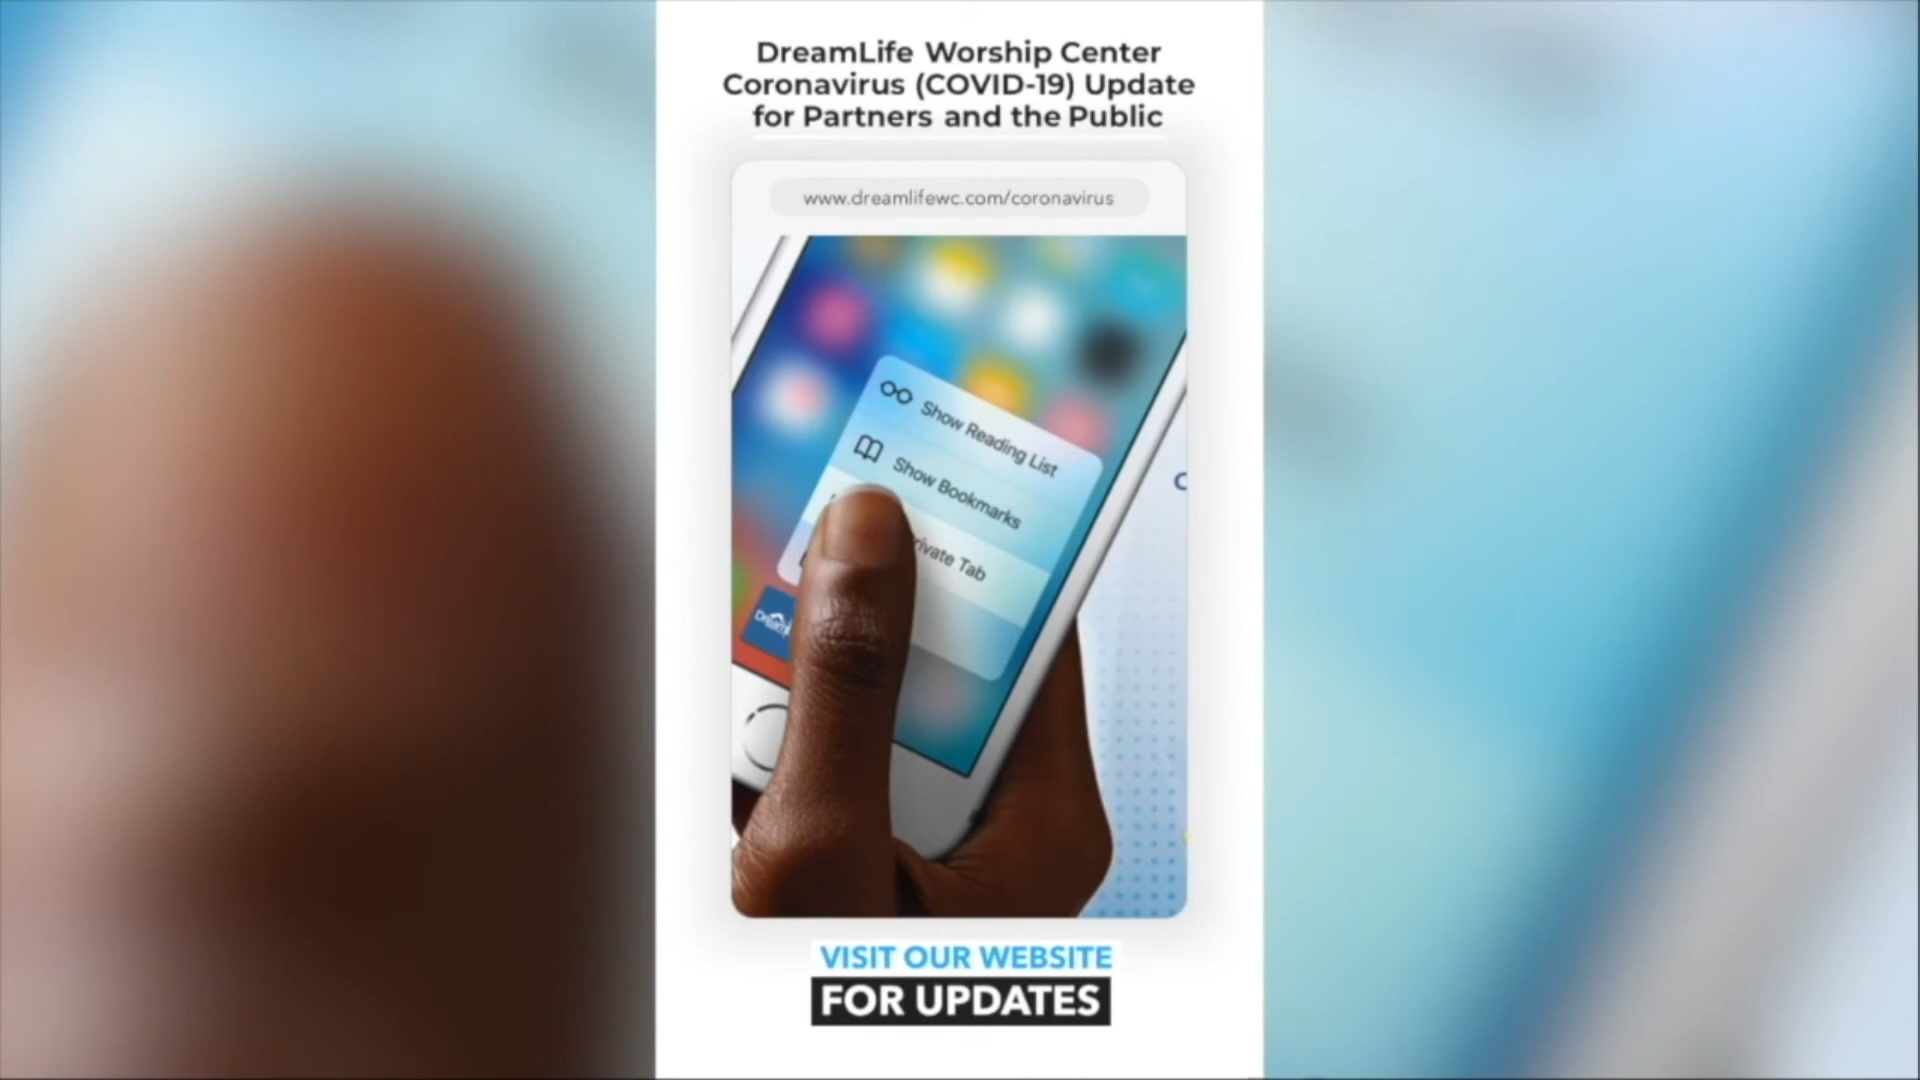 DreamLife Worship Center
Coronavirus (COVID-19) Update
for Partners and the Public
www.dreamlifewc.com/coronavirus
Show Reading List
Show Bookmarks
Tab
VISIT OUR WEBSITE
FOR UPDATES